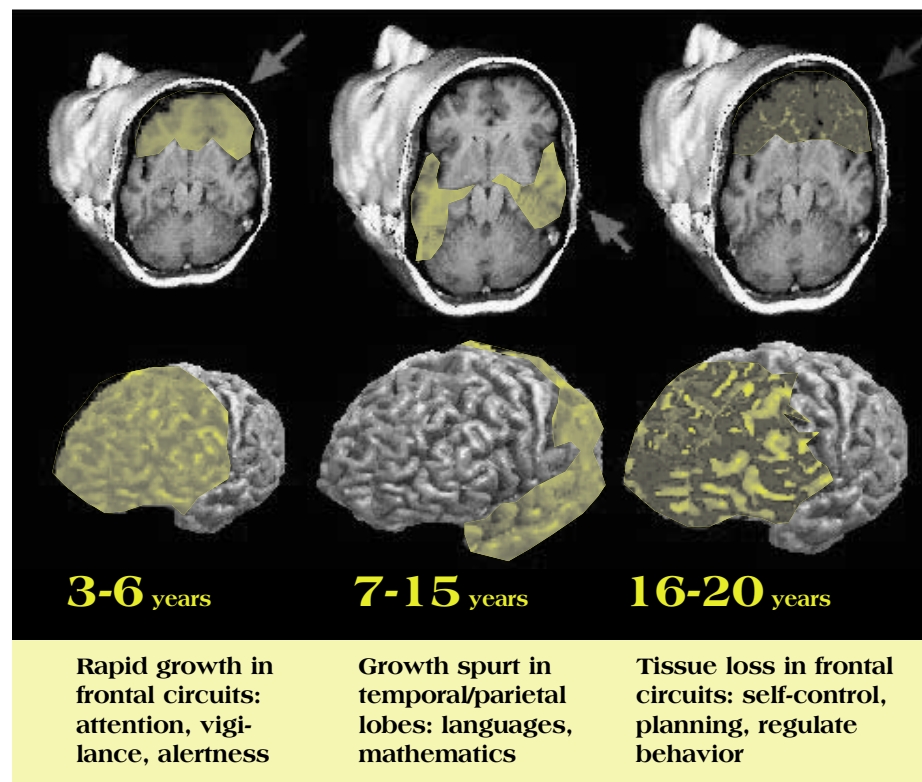 3-6 years
7-15 years
16-20 years
Rapid growth in
frontal circuits:
attention, vigi-
lance, alertness
Growth spurt in
temporal/parietal
lobes: languages,
mathematics
Tissue loss in frontal
circuits: self-control,
planning, regulate
behavior